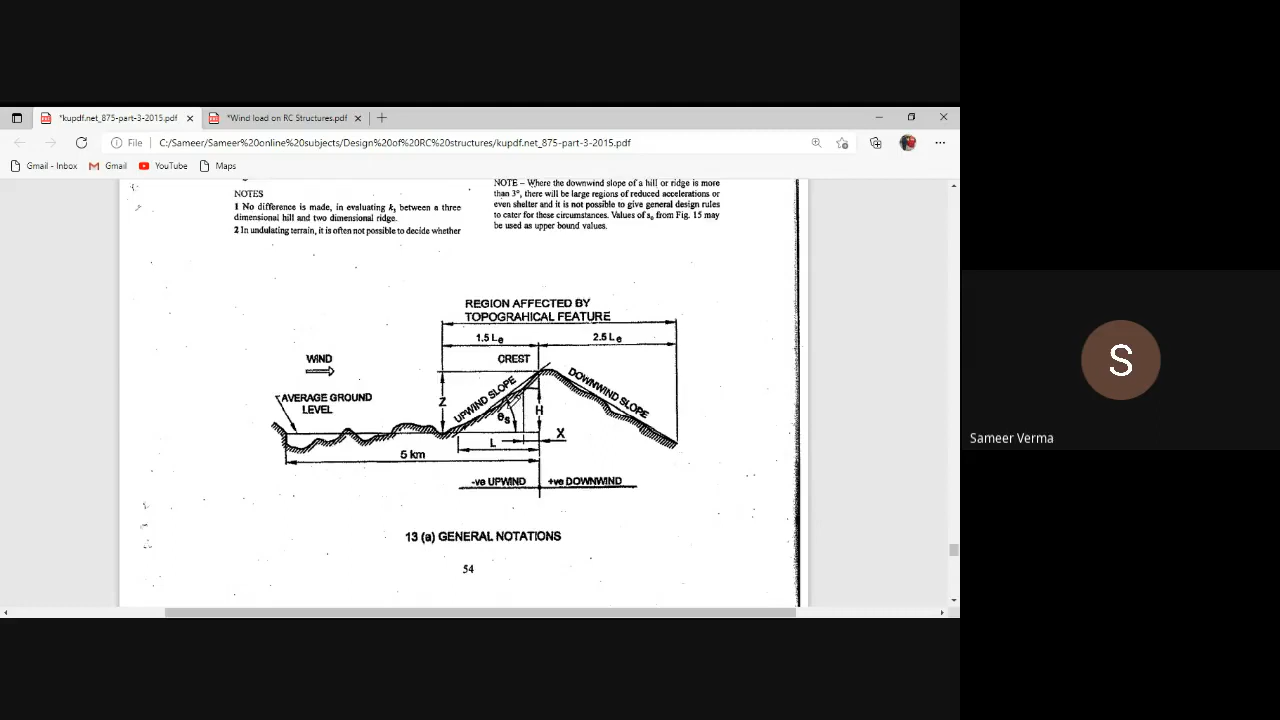 *kupdf.net_875-part-3-2015.pdf
*Wind load on RC Structures.pdf
File
C:/Sameer/Sameer%20online%20subjects/Design%20of%20RC%20structures/kupdf.net_875-part-3-2015.pdf
Gmail - Inbox
Gmail
YouTube
Maps
NOTES
1 No difference is made, in evaluating k₃ between a three
dimensional hill and two dimensional ridge.
2 In undulating terrain, it is often not possible to decide whether
NOTE – Where the downwind slope of a hill or ridge is more
than 3°, there will be large regions of reduced accelerations or
even shelter and it is not possible to give general design rules
to cater for these circumstances. Values of s₀ from Fig. 15 may
be used as upper bound values.
REGION AFFECTED BY
TOPOGRAHICAL FEATURE
1.5 Le
2.5 Le
WIND
CREST
UPWIND SLOPE
DOWNWIND SLOPE
AVERAGE GROUND
LEVEL
Z
θs
H
L
X
5 km
-ve UPWIND
+ve DOWNWIND
13 (a) GENERAL NOTATIONS
54
S
Sameer Verma